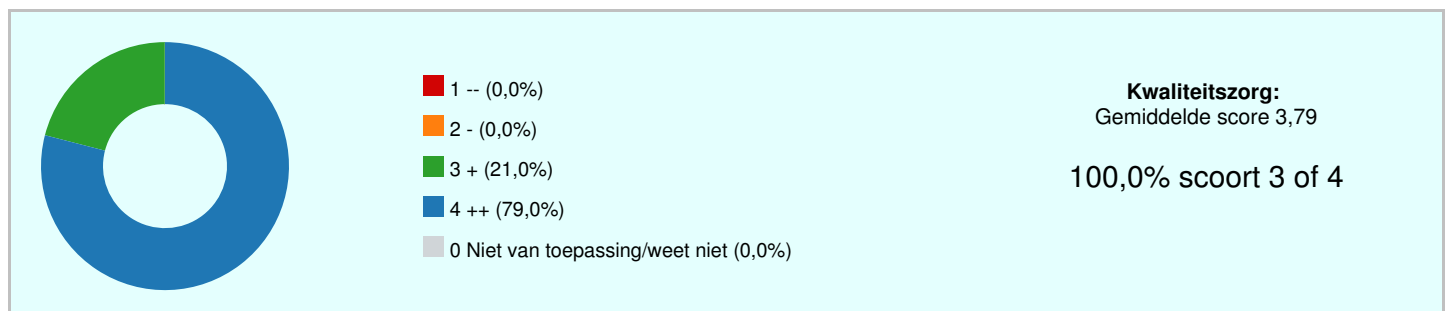 1 -- (0,0%)
2 - (0,0%)
3 + (21,0%)
4 ++ (79,0%)
0 Niet van toepassing/weet niet (0,0%)
Kwaliteitszorg:
Gemiddelde score 3,79
100,0% scoort 3 of 4